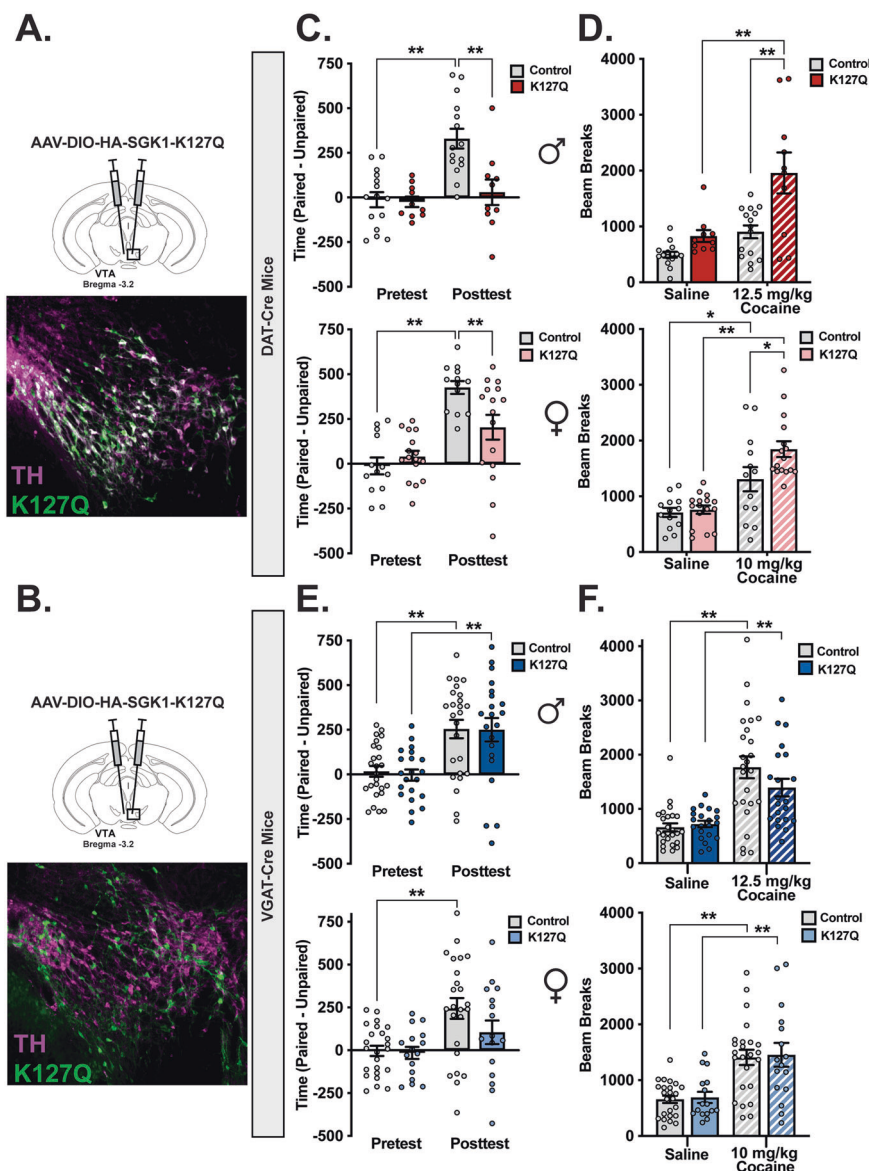 A.
AAV-DIO-HA-SGK1-K127Q
VTA
Bregma -3.2
TH
K127Q
DAT-Cre Mice
C.
Time (Paired - Unpaired)
750
500
250
0
-250
-500
** **
Control
K127Q
Pretest Posttest
♂
Time (Paired - Unpaired)
750
500
250
0
-250
-500
** **
Control
K127Q
Pretest Posttest
♀
D.
Beam Breaks
4000
3000
2000
1000
0
**
**
Control
K127Q
Saline 12.5 mg/kg
Cocaine
Beam Breaks
4000
3000
2000
1000
0
*
**
*
Control
K127Q
Saline 10 mg/kg
Cocaine
B.
AAV-DIO-HA-SGK1-K127Q
VTA
Bregma -3.2
TH
K127Q
VGAT-Cre Mice
E.
Time (Paired - Unpaired)
750
500
250
0
-250
-500
**
**
Control
K127Q
Pretest Posttest
♂
Time (Paired - Unpaired)
750
500
250
0
-250
-500
**
Control
K127Q
Pretest Posttest
♀
F.
Beam Breaks
4000
3000
2000
1000
0
**
**
Control
K127Q
Saline 12.5 mg/kg
Cocaine
Beam Breaks
4000
3000
2000
1000
0
**
**
Control
K127Q
Saline 10 mg/kg
Cocaine